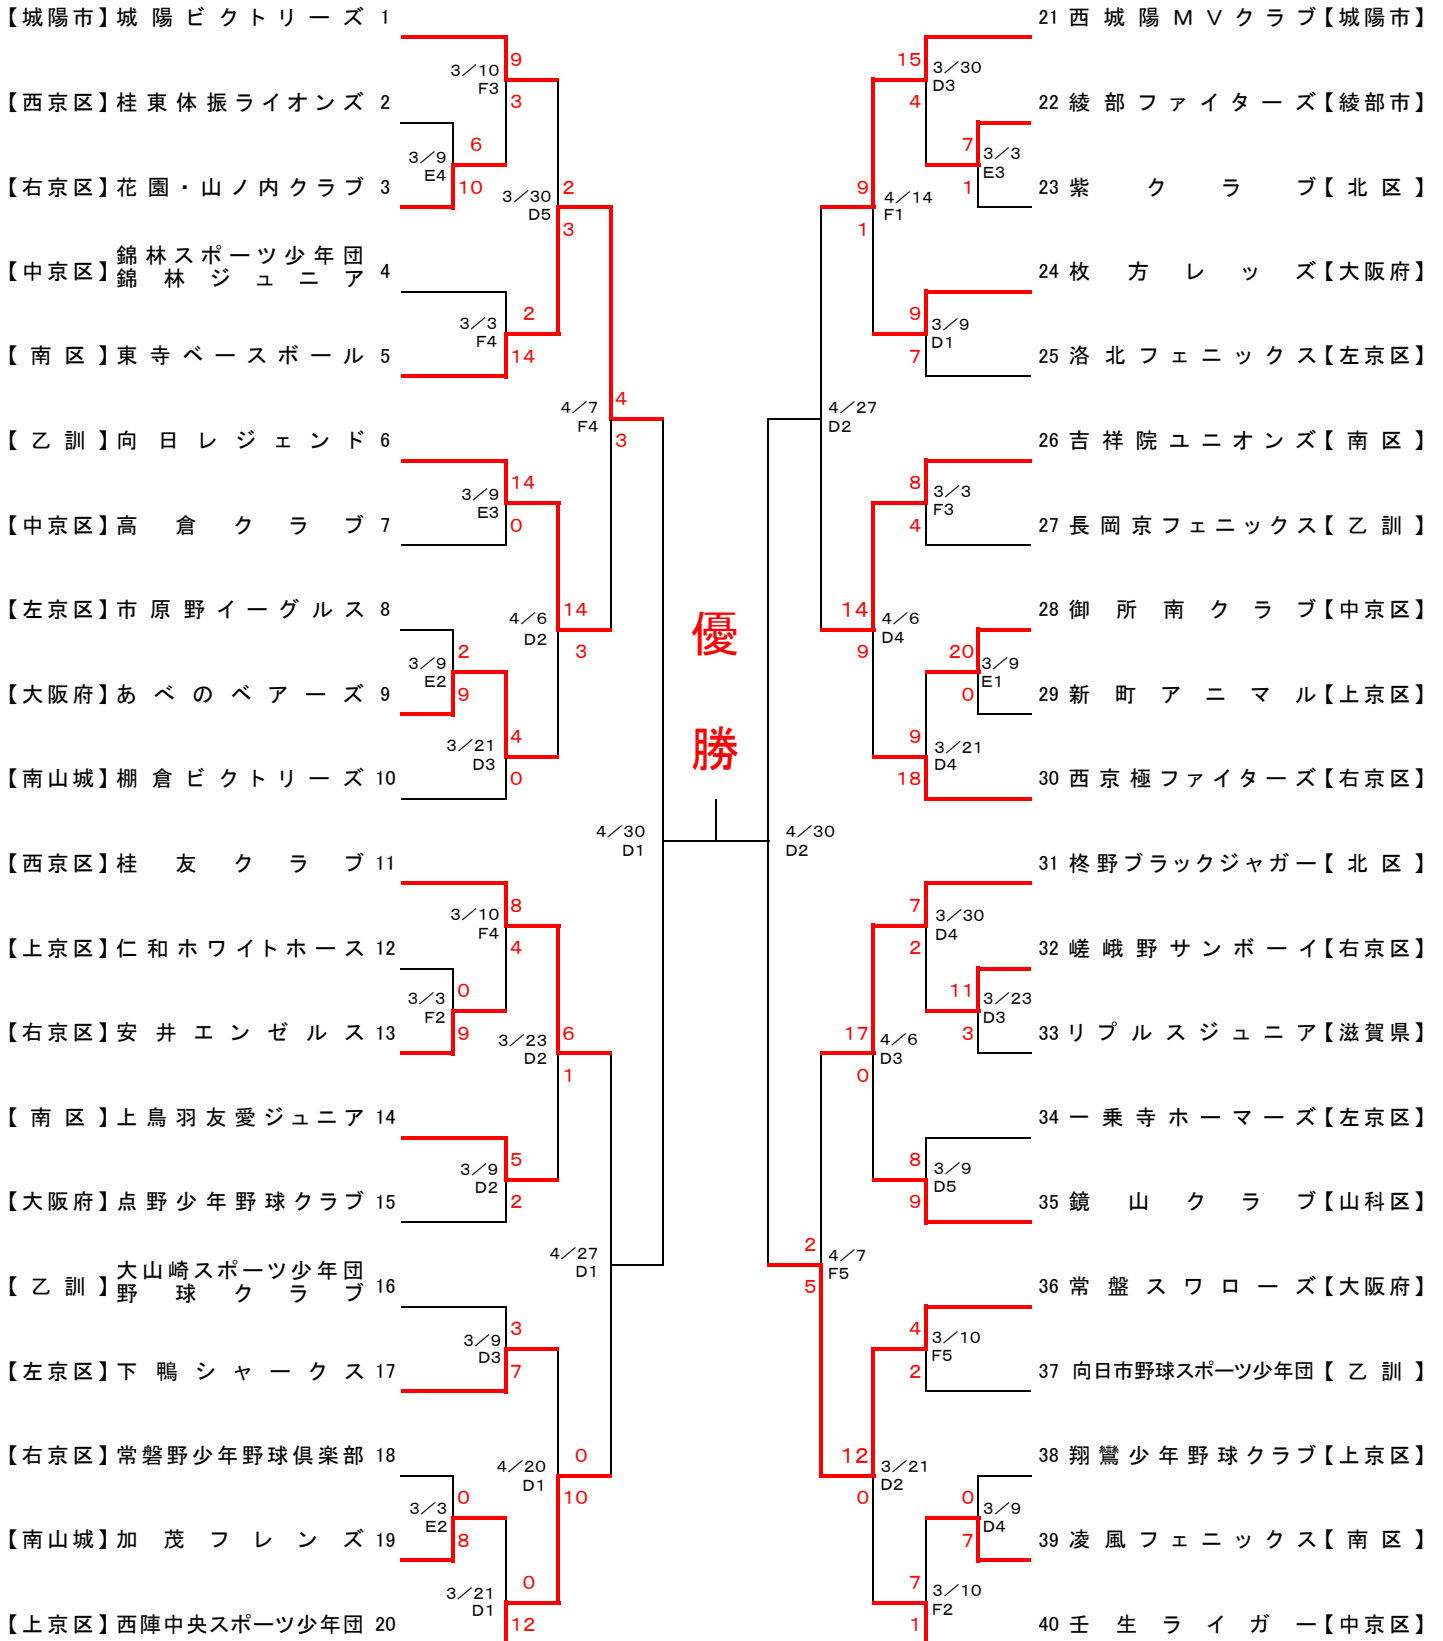 【城陽市】城陽ビクトリーズ 1
3／10
F3
9
3
【西京区】桂東体振ライオンズ 2
3／9
E4
6
10
【右京区】花園・山ノ内クラブ 3
3／30
D5
2
3
【中京区】錦林スポーツ少年団
錦林ジュニア 4
3／3
F4
2
14
【南区】東寺ベースボール 5
4／7
F4
4
3
【乙訓】向日レジェンド 6
3／9
E3
14
0
【中京区】高倉クラブ 7
4／6
D2
14
3
【左京区】市原野イーグルス 8
3／9
E2
2
9
【大阪府】あべのベアーズ 9
3／21
D3
4
0
【南山城】棚倉ビクトリーズ 10
4／30
D1
【西京区】桂友クラブ 11
3／10
F4
8
4
【上京区】仁和ホワイトホース 12
3／3
F2
0
9
【右京区】安井エンゼルス 13
3／23
D2
6
1
【南区】上鳥羽友愛ジュニア 14
3／9
D2
5
2
【大阪府】点野少年野球クラブ 15
4／27
D1
【乙訓】大山崎スポーツ少年団
野球クラブ 16
3／9
D3
3
7
【左京区】下鴨シャークス 17
4／20
D1
0
10
【右京区】常磐野少年野球倶楽部 18
3／3
E2
0
8
【南山城】加茂フレンズ 19
3／21
D1
0
12
【上京区】西陣中央スポーツ少年団 20
優
勝
21 西城陽MVクラブ【城陽市】
15
4
3／30
D3
22 綾部ファイターズ【綾部市】
7
1
3／3
E3
23 紫クラブ【北区】
9
1
4／14
F1
24 枚方レッズ【大阪府】
9
7
3／9
D1
25 洛北フェニックス【左京区】
4／27
D2
26 吉祥院ユニオンズ【南区】
8
4
3／3
F3
27 長岡京フェニックス【乙訓】
14
9
4／6
D4
28 御所南クラブ【中京区】
20
0
3／9
E1
29 新町アニマル【上京区】
9
18
3／21
D4
30 西京極ファイターズ【右京区】
4／30
D2
31 柊野ブラックジャガー【北区】
7
2
3／30
D4
32 嵯峨野サンボーイ【右京区】
11
3
3／23
D3
33 リプルスジュニア【滋賀県】
17
0
4／6
D3
34 一乗寺ホーマーズ【左京区】
8
9
3／9
D5
35 鏡山クラブ【山科区】
2
5
4／7
F5
36 常盤スワローズ【大阪府】
4
2
3／10
F5
37 向日市野球スポーツ少年団【乙訓】
12
0
3／21
D2
38 翔鸞少年野球クラブ【上京区】
0
7
3／9
D4
39 凌風フェニックス【南区】
7
1
3／10
F2
40 壬生ライガー【中京区】